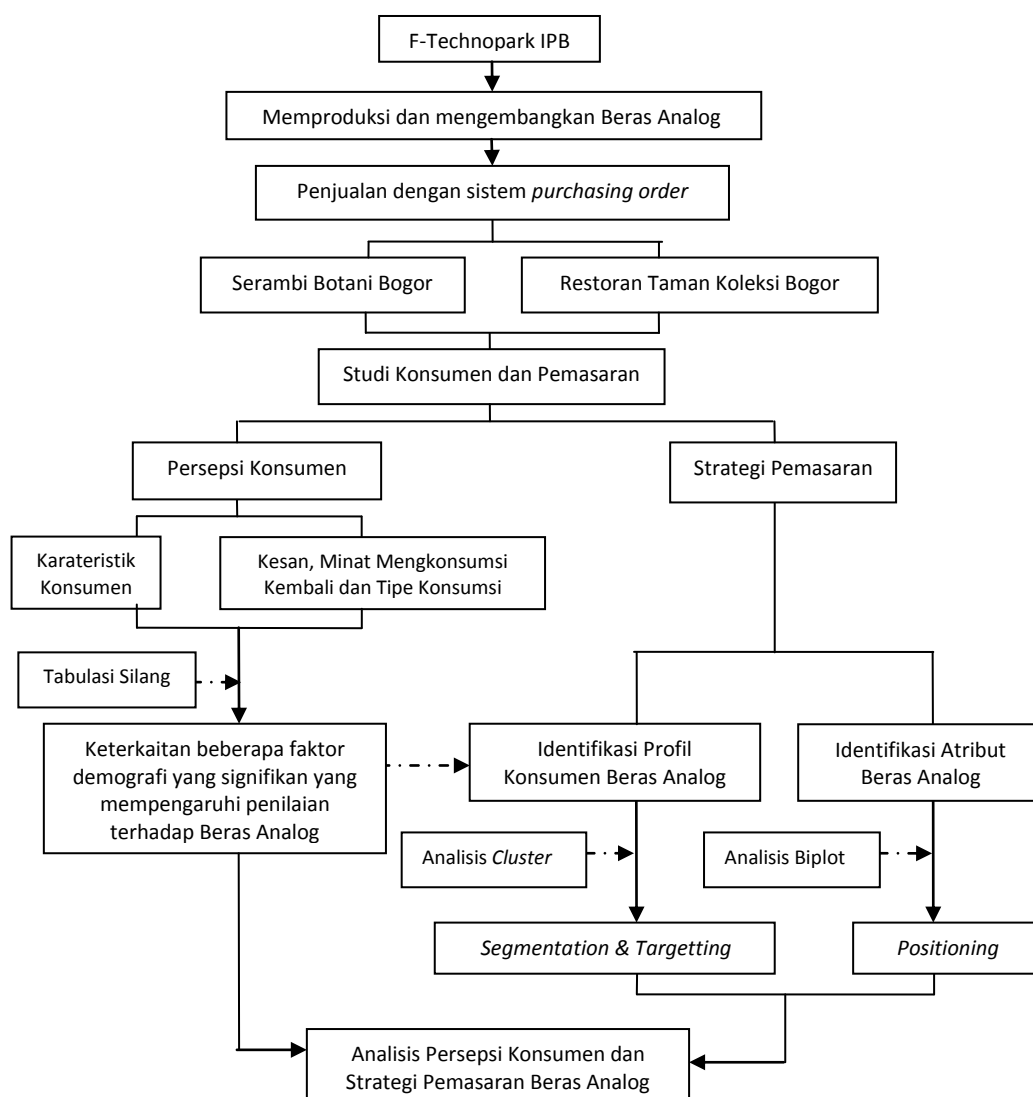 F-Technopark IPB
Memproduksi dan mengembangkan Beras Analog
Penjualan dengan sistem purchasing order
Serambi Botani Bogor
Restoran Taman Koleksi Bogor
Studi Konsumen dan Pemasaran
Persepsi Konsumen
Strategi Pemasaran
Karateristik
Konsumen
Kesan, Minat Mengkonsumsi
Kembali dan Tipe Konsumsi
Tabulasi Silang
Keterkaitan beberapa faktor
demografi yang signifikan yang
mempengaruhi penilaian
terhadap Beras Analog
Identifikasi Profil
Konsumen Beras Analog
Identifikasi Atribut
Beras Analog
Analisis Cluster
Analisis Biplot
Segmentation & Targetting
Positioning
Analisis Persepsi Konsumen dan
Strategi Pemasaran Beras Analog